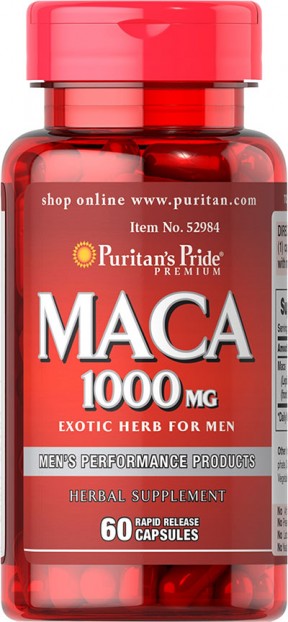 shop online www.puritan.com
Item No. 52984
Puritan's Pride®
PREMIUM
MACA
1000 MG
EXOTIC HERB FOR MEN
MEN'S PERFORMANCE PRODUCTS
HERBAL SUPPLEMENT
60 RAPID RELEASE
CAPSULES